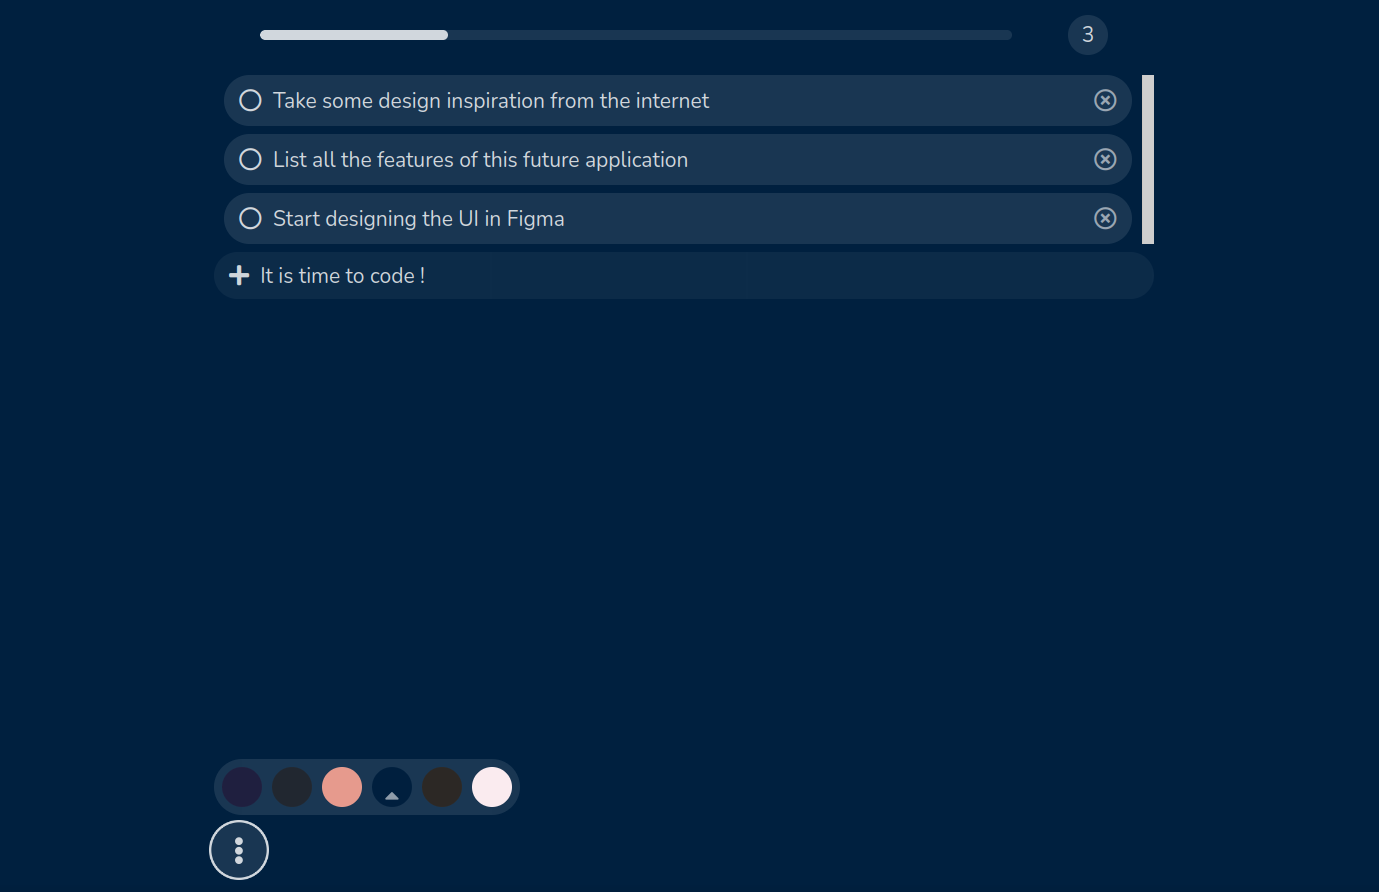 3
Take some design inspiration from the internet
List all the features of this future application
Start designing the UI in Figma
It is time to code !